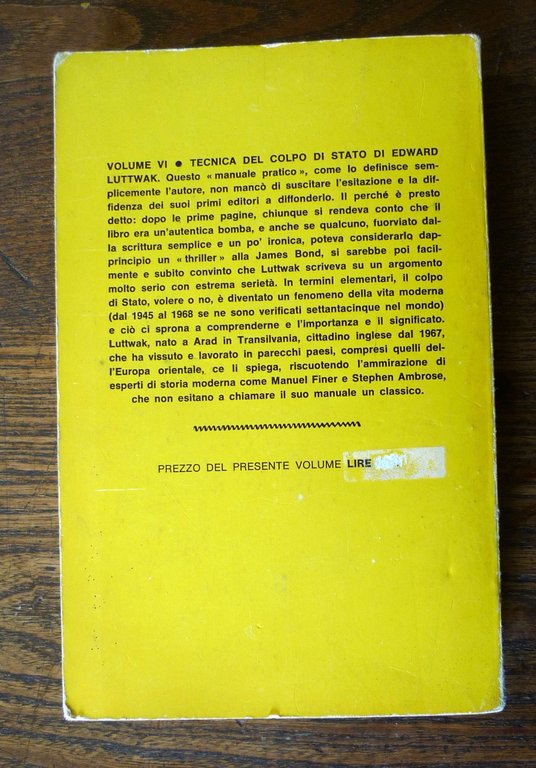 VOLUME VI ● TECNICA DEL COLPO DI STATO DI EDWARD
LUTTWAK. Questo «manuale pratico», come lo definisce sem-
plicemente l'autore, non mancò di suscitare l'esitazione e la dif-
fidenza dei suoi primi editori a diffonderlo. Il perché è presto
detto: dopo le prime pagine, chiunque si rendeva conto che il
libro era un'autentica bomba, e anche se qualcuno, fuorviato dal-
la scrittura semplice e un po' ironica, poteva considerarlo dap-
principio un «thriller» alla James Bond, si sarebbe poi facil-
mente e subito convinto che Luttwak scriveva su un argomento
molto serio con estrema serietà. In termini elementari, il colpo
di Stato, volere o no, è diventato un fenomeno della vita moderna
(dal 1945 al 1968 se ne sono verificati settantacinque nel mondo)
e ciò ci sprona a comprenderne e l'importanza e il significato.
Luttwak, nato a Arad in Transilvania, cittadino inglese dal 1967,
che ha vissuto e lavorato in parecchi paesi, compresi quelli del-
l'Europa orientale, ce li spiega, riscuotendo l'ammirazione di
esperti di storia moderna come Manuel Finer e Stephen Ambrose,
che non esitano a chiamare il suo manuale un classico.
PREZZO DEL PRESENTE VOLUME LIRE